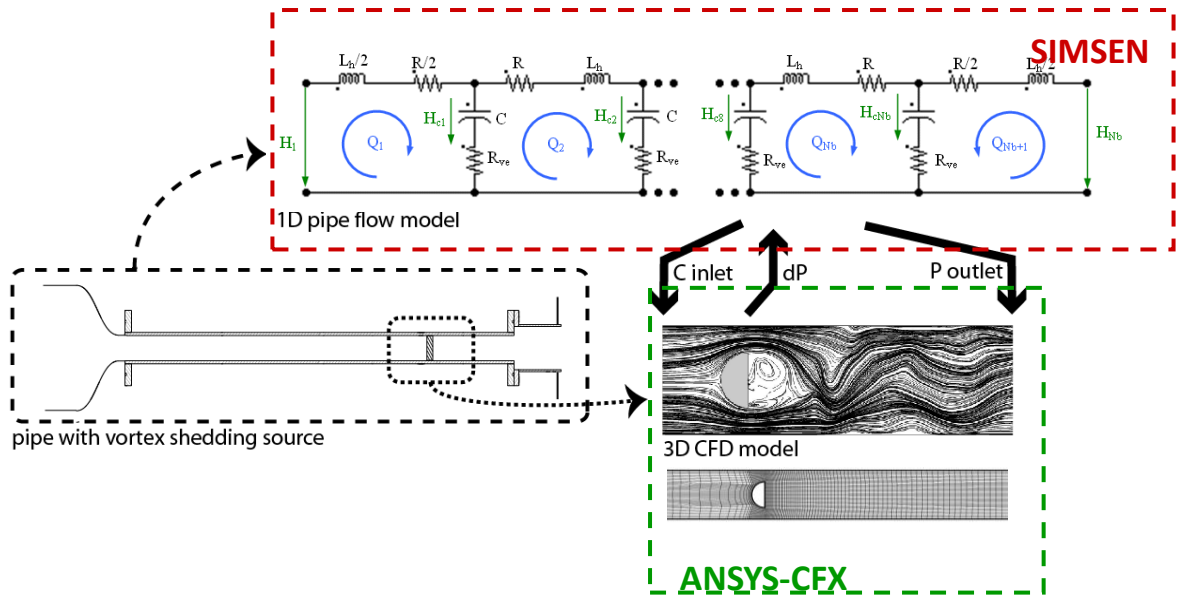 SIMSEN
Lh/2 R/2 R Lh Lh R R/2 Lh/2
H1 Hc1 C Hc2 C Hc8 HcNb HNb
Q1 Q2 QNb QNb+1
Rve Rve Rve Rve
1D pipe flow model
C inlet dP P outlet
pipe with vortex shedding source
3D CFD model
ANSYS-CFX